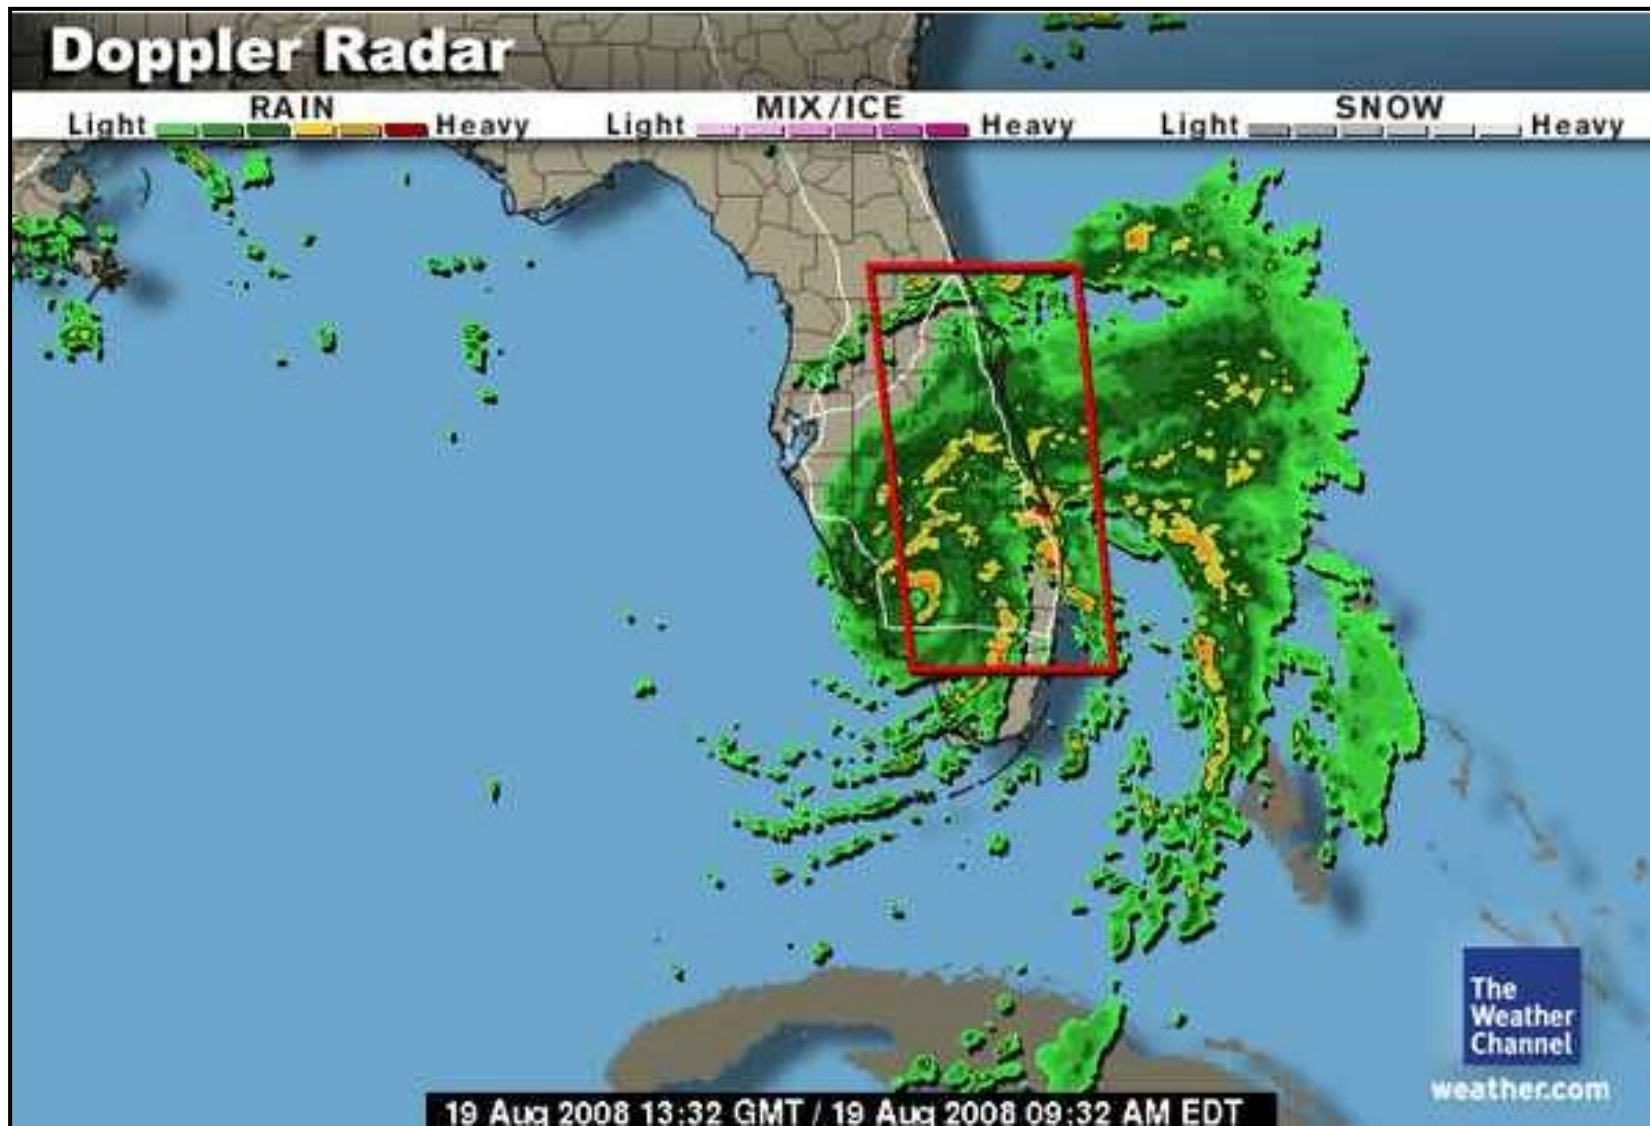 Doppler Radar
RAIN
Light Heavy
MIX/ICE
Light Heavy
SNOW
Light Heavy
The
Weather
Channel
weather.com
19 Aug 2008 13:32 GMT / 19 Aug 2008 09:32 AM EDT